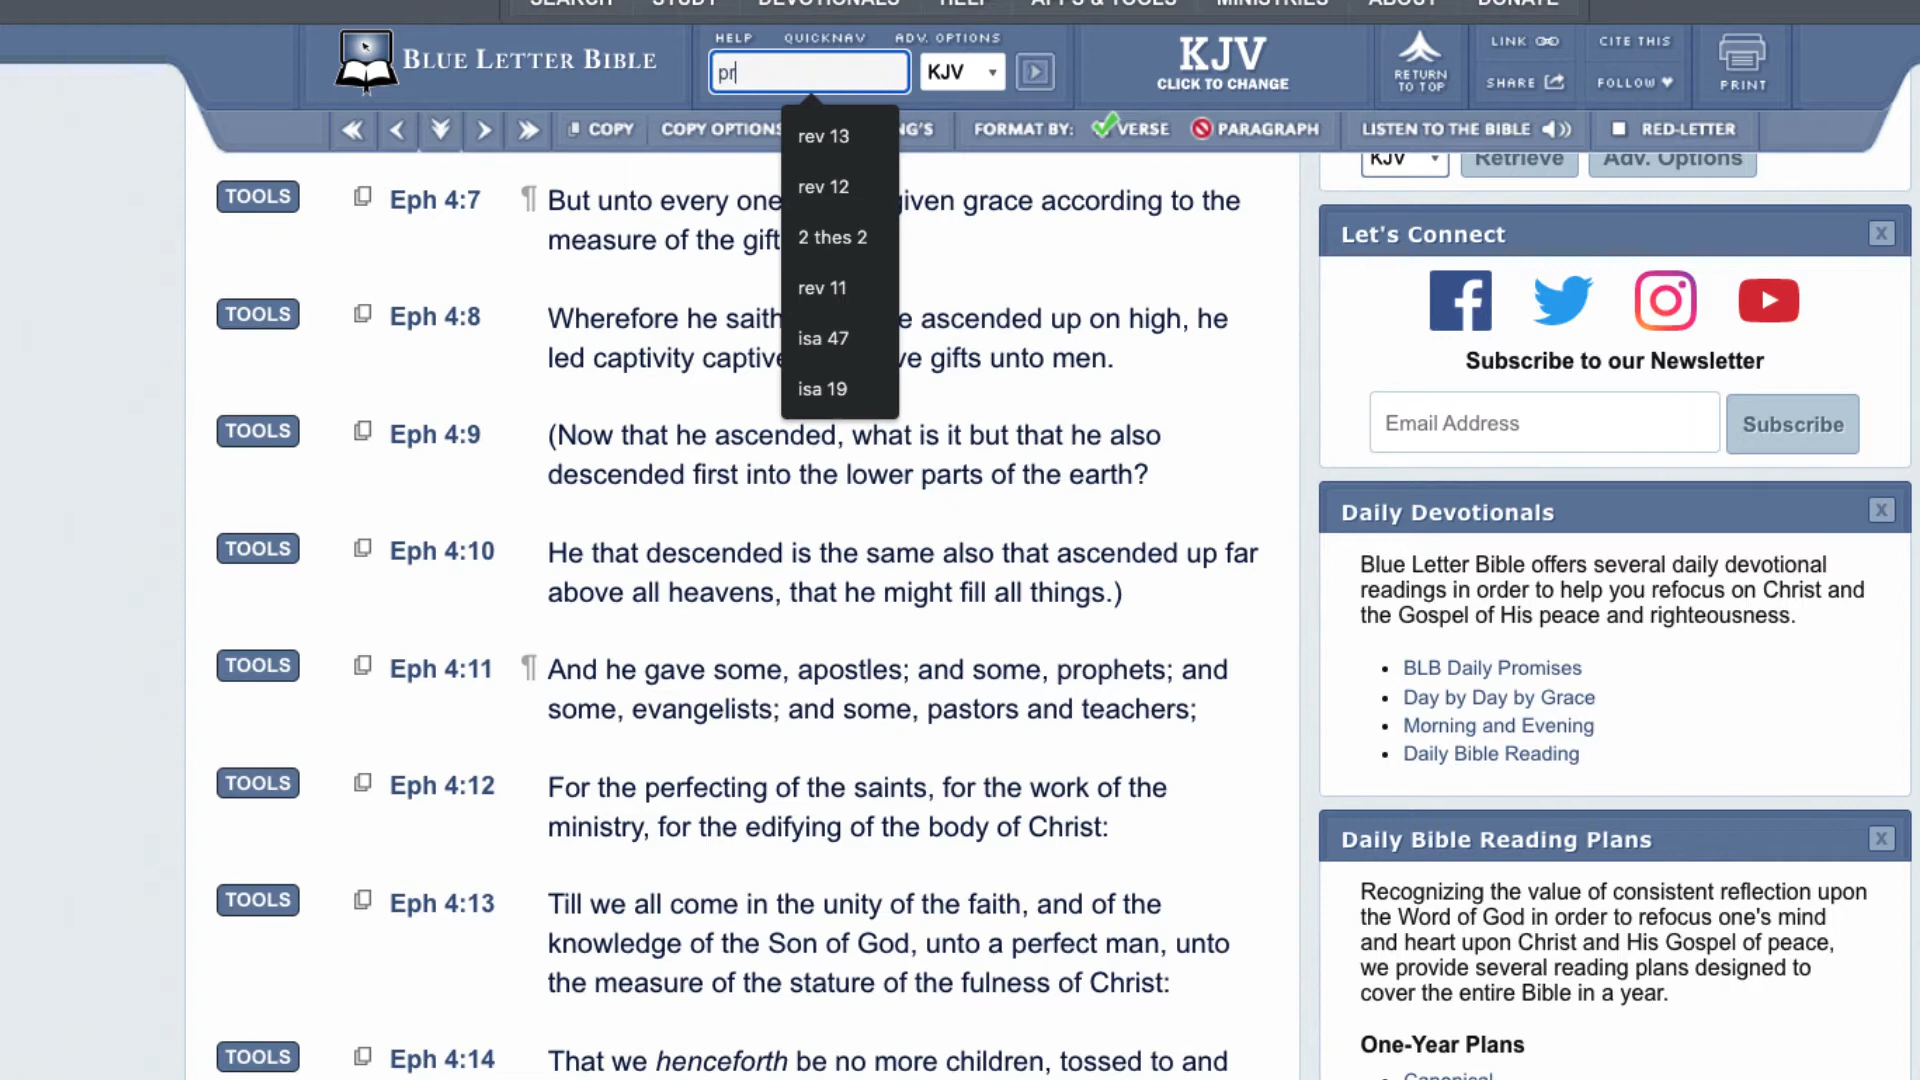 SEARCH STUDY DEVOTIONALS HELP APPS & TOOLS MINISTRIES ABOUT DONATE
BLUE LETTER BIBLE
HELP QUICKNAV ADV. OPTIONS
pr
KJV
KJV
CLICK TO CHANGE
RETURN
TO TOP
LINK
SHARE
CITE THIS
FOLLOW
PRINT
COPY
COPY OPTIONS
G'S
FORMAT BY:
VERSE
PARAGRAPH
LISTEN TO THE BIBLE
RED-LETTER
rev 13
rev 12
2 thes 2
rev 11
isa 47
isa 19
TOOLS Eph 4:7 ¶ But unto every one given grace according to the
measure of the gift
TOOLS Eph 4:8 Wherefore he saith ascended up on high, he
led captivity captive gifts unto men.
TOOLS Eph 4:9 (Now that he ascended, what is it but that he also
descended first into the lower parts of the earth?
TOOLS Eph 4:10 He that descended is the same also that ascended up far
above all heavens, that he might fill all things.)
TOOLS Eph 4:11 ¶ And he gave some, apostles; and some, prophets; and
some, evangelists; and some, pastors and teachers;
TOOLS Eph 4:12 For the perfecting of the saints, for the work of the
ministry, for the edifying of the body of Christ:
TOOLS Eph 4:13 Till we all come in the unity of the faith, and of the
knowledge of the Son of God, unto a perfect man, unto
the measure of the stature of the fulness of Christ:
TOOLS Eph 4:14 That we henceforth be no more children, tossed to and
KJV Retrieve Adv. Options
Let's Connect X
Subscribe to our Newsletter
Email Address Subscribe
Daily Devotionals X
Blue Letter Bible offers several daily devotional
readings in order to help you refocus on Christ and
the Gospel of His peace and righteousness.
• BLB Daily Promises
• Day by Day by Grace
• Morning and Evening
• Daily Bible Reading
Daily Bible Reading Plans X
Recognizing the value of consistent reflection upon
the Word of God in order to refocus one's mind
and heart upon Christ and His Gospel of peace,
we provide several reading plans designed to
cover the entire Bible in a year.
One-Year Plans
• Canonical